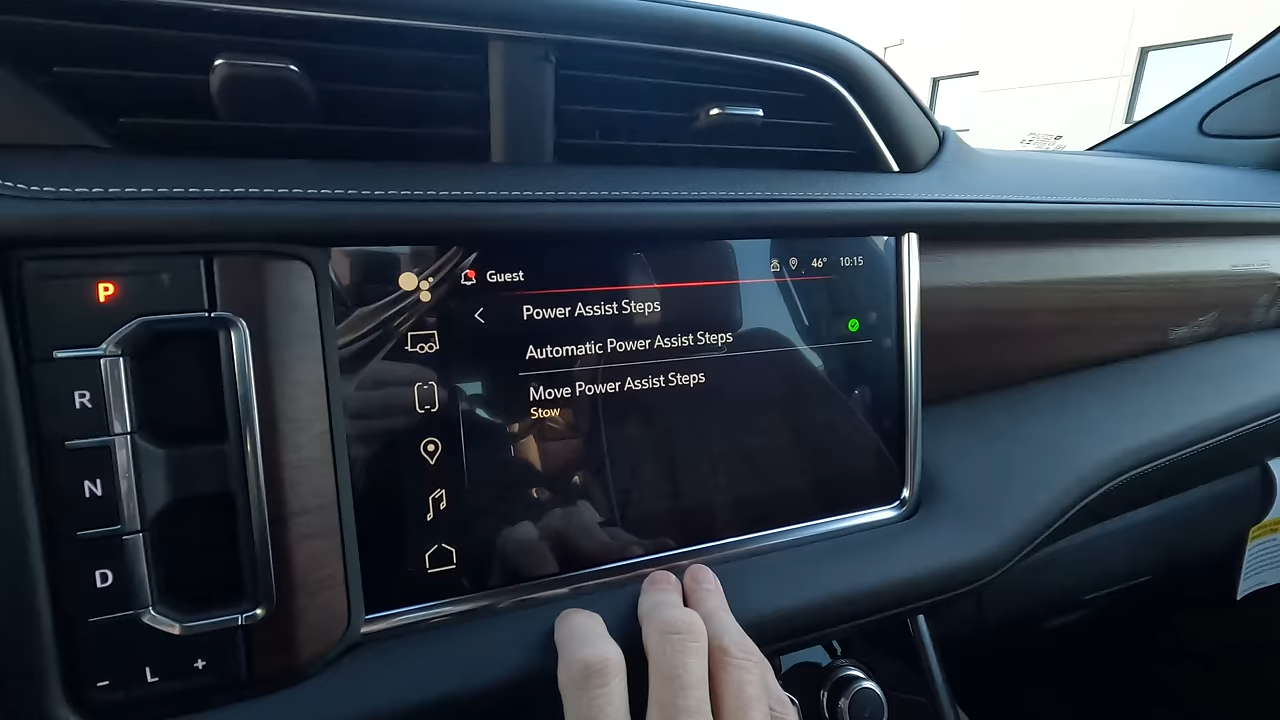 P
R
N
D
- L +
Guest
46° 10:15
Power Assist Steps
Automatic Power Assist Steps
Move Power Assist Steps
Stow